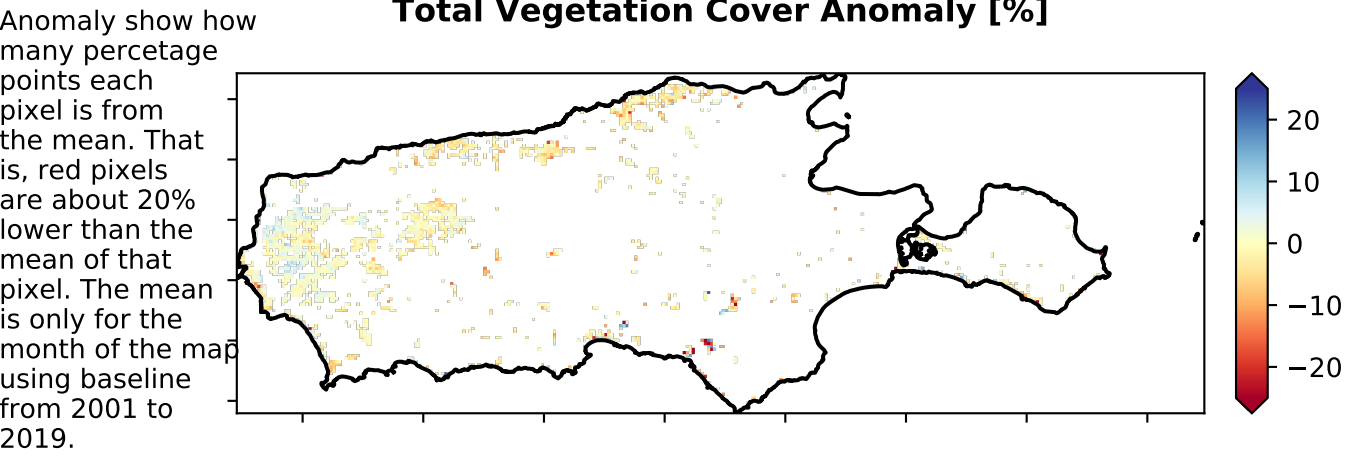 Total Vegetation Cover Anomaly [%]
Anomaly show how
many percetage
points each
pixel is from
the mean. That
is, red pixels
are about 20%
lower than the
mean of that
pixel. The mean
is only for the
month of the map
using baseline
from 2001 to
2019.
20
10
0
−10
−20